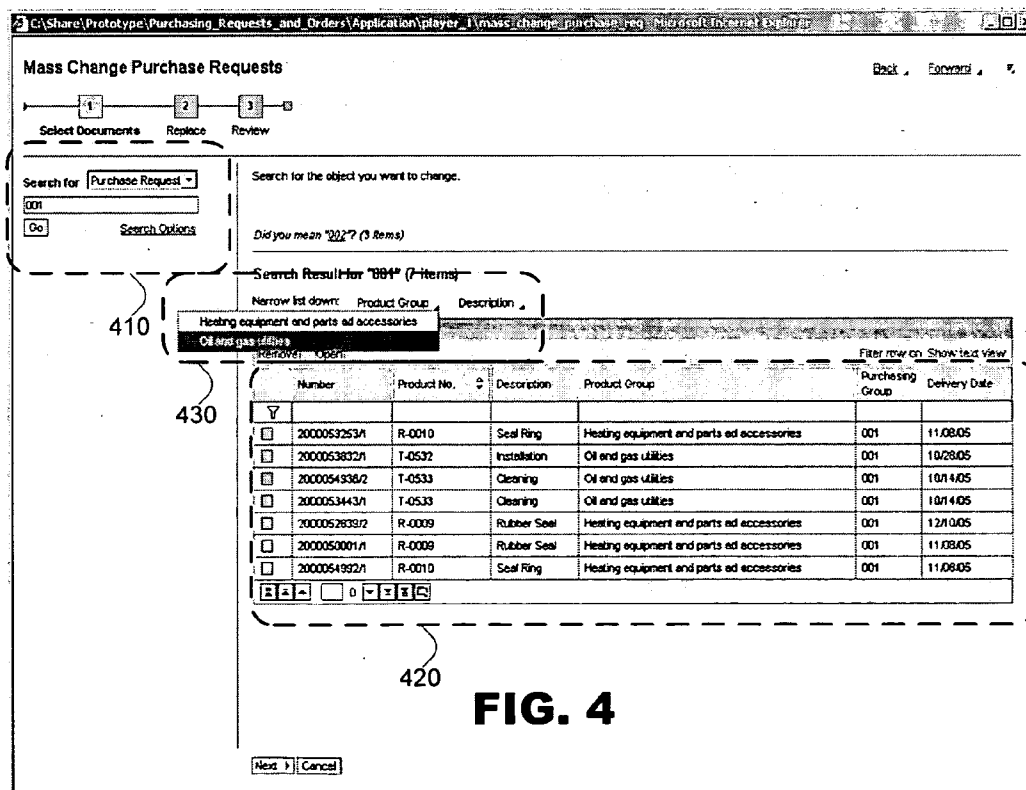 C:\Share\Prototype\Purchasing_Requests_and_Orders\Application\player_1\mass_change_purchase_req Microsoft Internet Explorer
Mass Change Purchase Requests
Back Forward
1 2 3
Select Documents Replace Review
Search for Purchase Request
001
Go Search Options
Search for the object you want to change.
Did you mean "002"? (3 items)
Search Result for "001" (7 items)
Narrow list down: Product Group Description
Heating equipment and parts ad accessories
Oil and gas utilities
Remove Open
Filter row on Show text view
410
430
Number Product No. Description Product Group Purchasing Group Delivery Date
2000053253/1 R-0010 Seal Ring Heating equipment and parts ad accessories 001 11/08/05
2000053832/1 T-0532 Installation Oil and gas utilities 001 10/28/05
2000054938/2 T-0533 Cleaning Oil and gas utilities 001 10/14/05
2000053443/1 T-0533 Cleaning Oil and gas utilities 001 10/14/05
2000052839/2 R-0009 Rubber Seal Heating equipment and parts ad accessories 001 12/10/05
2000050001/1 R-0009 Rubber Seal Heating equipment and parts ad accessories 001 11/08/05
2000054992/1 R-0010 Seal Ring Heating equipment and parts ad accessories 001 11/08/05
0
420
FIG. 4
Next Cancel